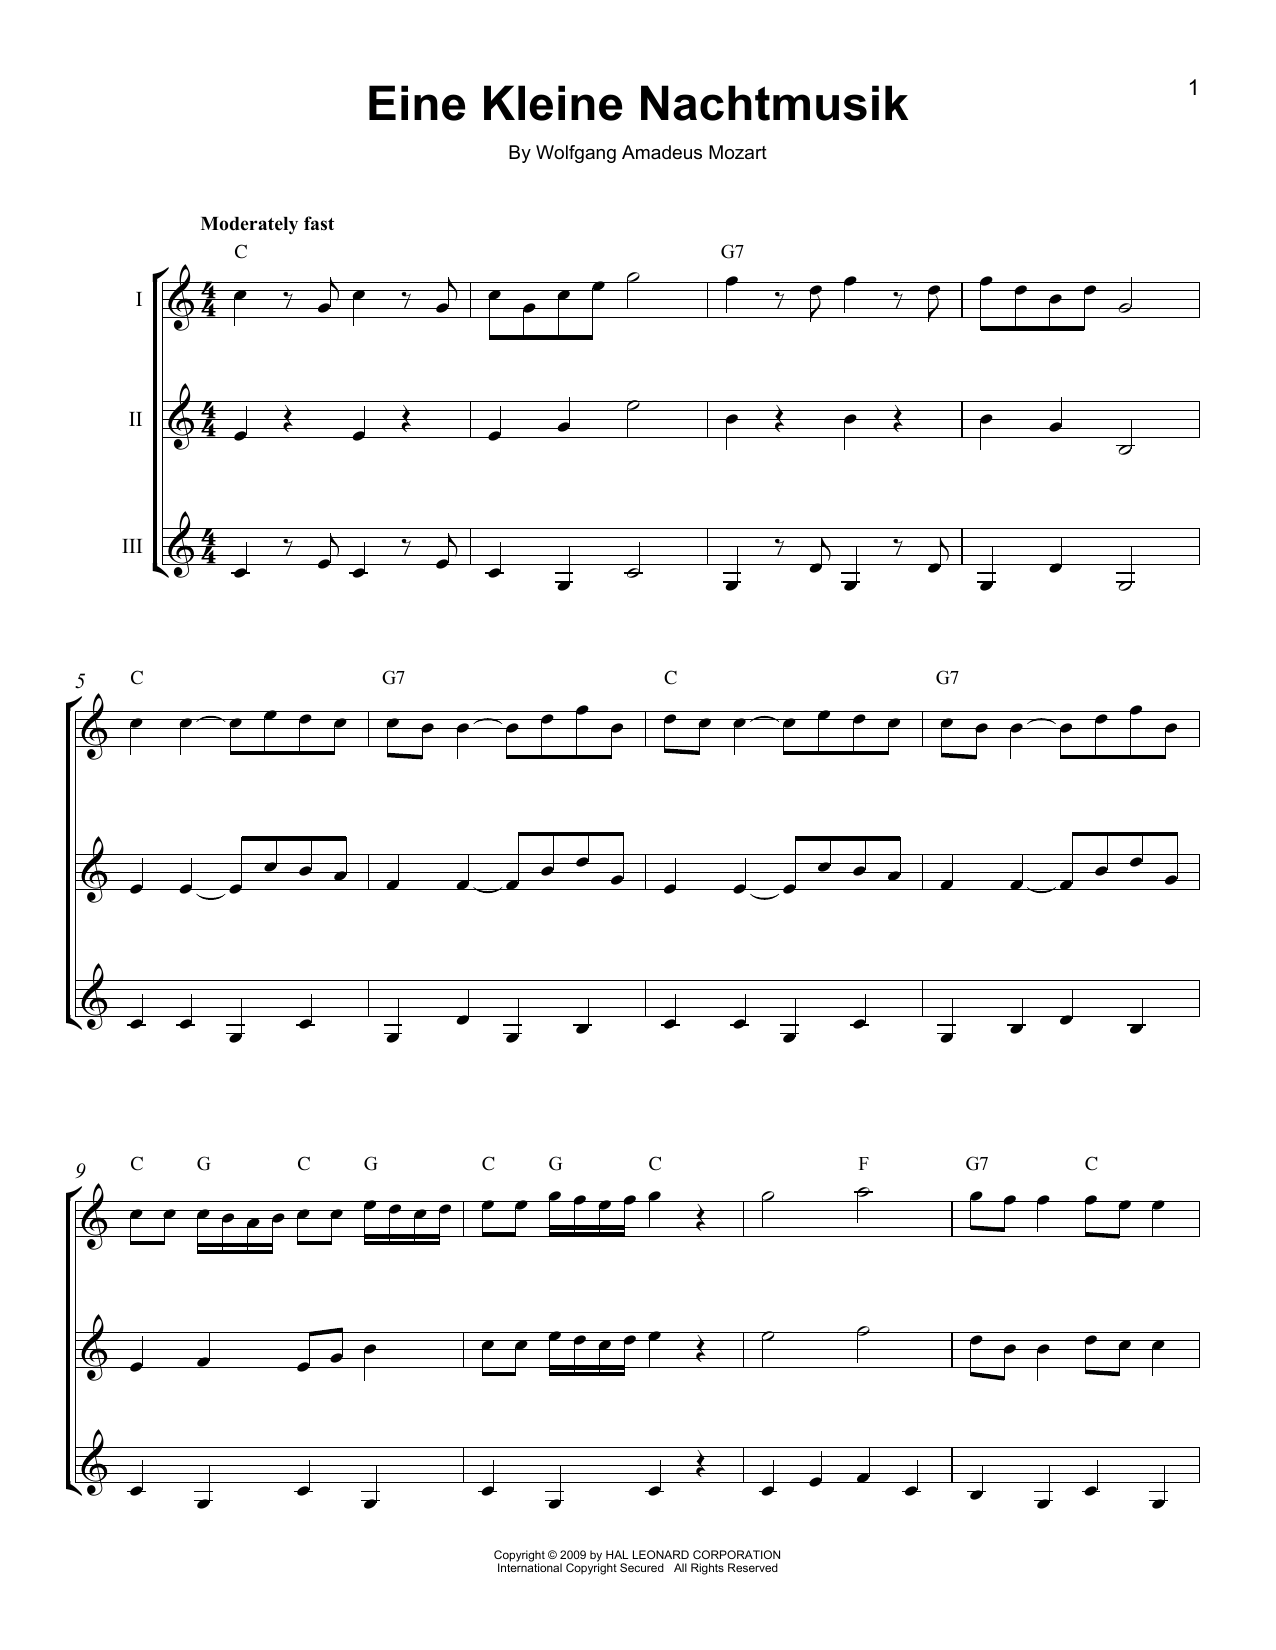 1
Eine Kleine Nachtmusik
By Wolfgang Amadeus Mozart
Moderately fast
C G7
I
II
III
5 C G7 C G7
9 C G C G C G C F G7 C
Copyright © 2009 by HAL LEONARD CORPORATION
International Copyright Secured All Rights Reserved